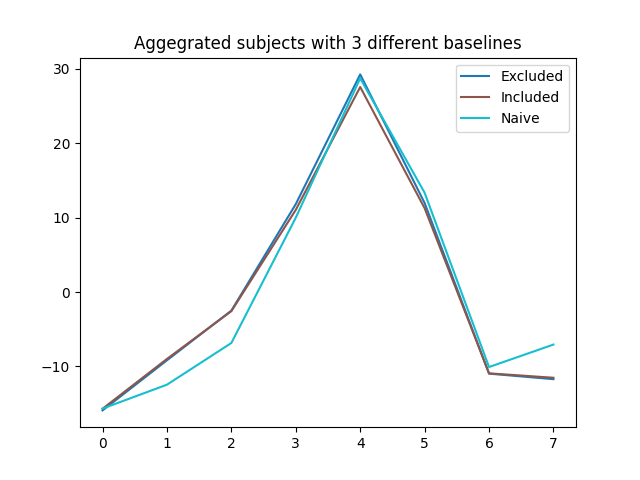 Aggegrated subjects with 3 different baselines
30
20
10
0
−10
Excluded
Included
Naive
0 1 2 3 4 5 6 7